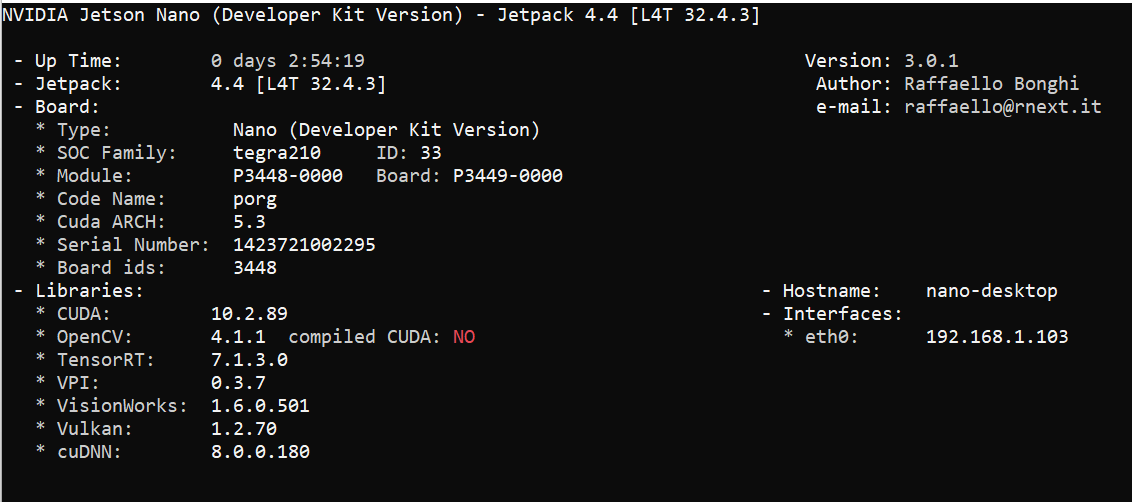 NVIDIA Jetson Nano (Developer Kit Version) - Jetpack 4.4 [L4T 32.4.3]
- Up Time: 0 days 2:54:19 Version: 3.0.1
- Jetpack: 4.4 [L4T 32.4.3] Author: Raffaello Bonghi
- Board: e-mail: raffaello@rnext.it
* Type: Nano (Developer Kit Version)
* SOC Family: tegra210 ID: 33
* Module: P3448-0000 Board: P3449-0000
* Code Name: porg
* Cuda ARCH: 5.3
* Serial Number: 1423721002295
* Board ids: 3448
- Libraries: - Hostname: nano-desktop
* CUDA: 10.2.89 - Interfaces:
* OpenCV: 4.1.1 compiled CUDA: NO * eth0: 192.168.1.103
* TensorRT: 7.1.3.0
* VPI: 0.3.7
* VisionWorks: 1.6.0.501
* Vulkan: 1.2.70
* cuDNN: 8.0.0.180